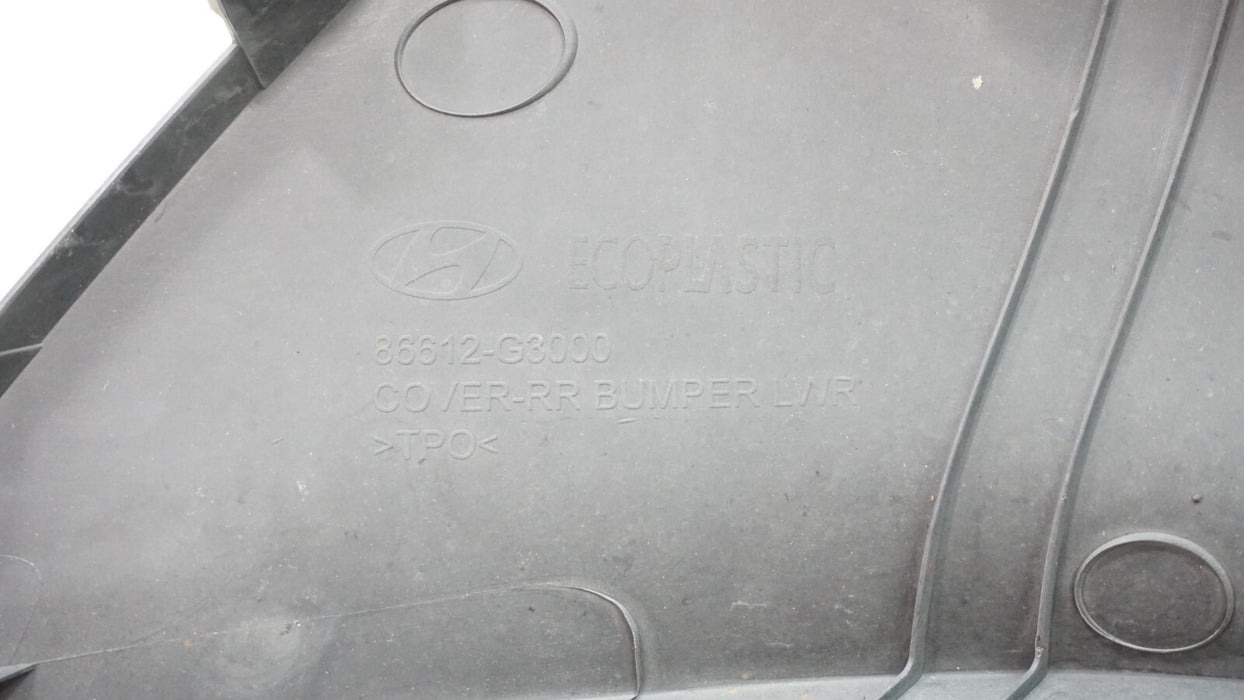 ECOPLASTIC
86612-G3000
COVER-RR BUMPER LWR
>TPO<